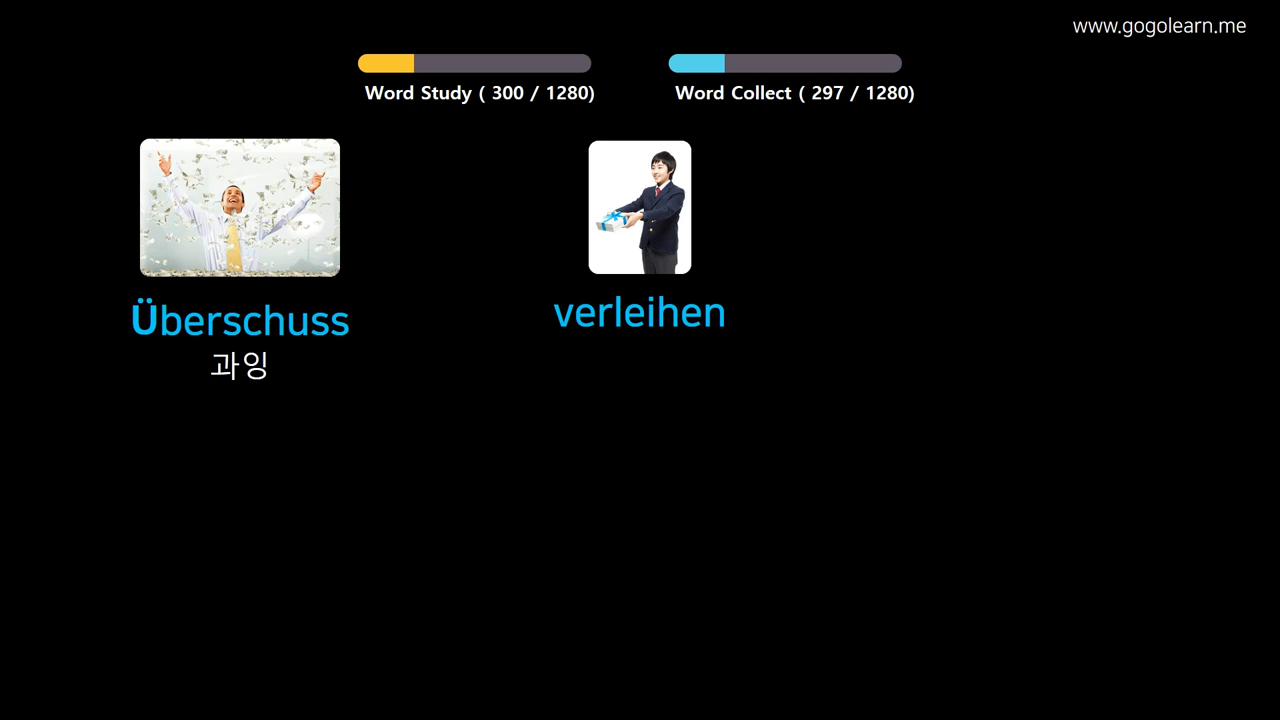 www.gogolearn.me
Word Study ( 300 / 1280)
Word Collect ( 297 / 1280)
Überschuss
과잉
verleihen